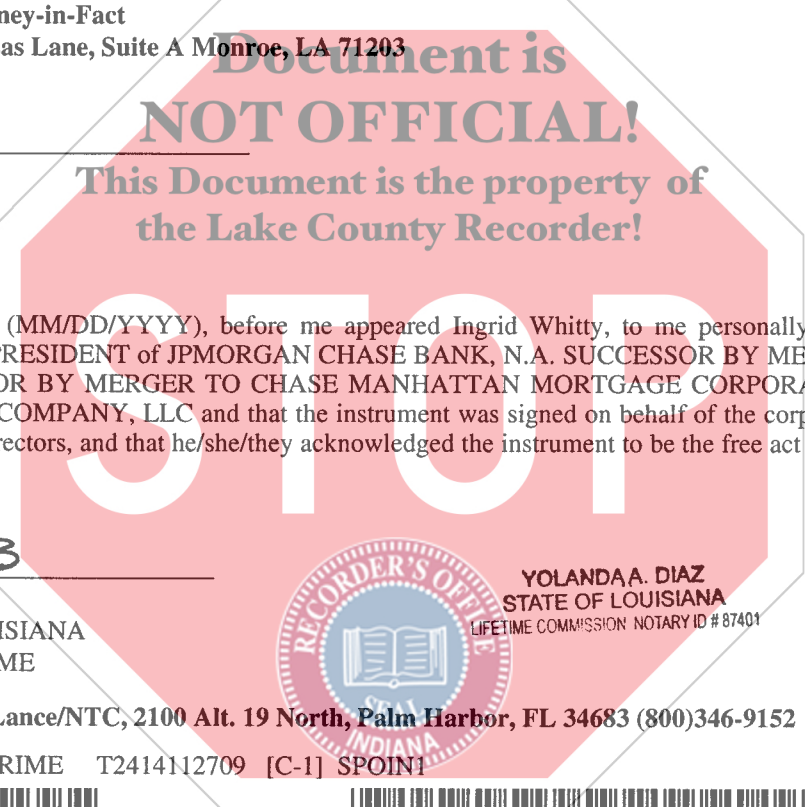 ney-in-Fact
as Lane, Suite A Monroe, LA 71203
Document is
NOT OFFICIAL!
This Document is the property of
the Lake County Recorder!
(MM/DD/YYYY), before me appeared Ingrid Whitty, to me personally
PRESIDENT of JPMORGAN CHASE BANK, N.A. SUCCESSOR BY ME
OR BY MERGER TO CHASE MANHATTAN MORTGAGE CORPORA
COMPANY, LLC and that the instrument was signed on behalf of the corp
rectors, and that he/she/they acknowledged the instrument to be the free act
STOP
3
YOLANDA A. DIAZ
STATE OF LOUISIANA
LIFETIME COMMISSION NOTARY ID # 87401
ISIANA
ME
RECORDER'S OFFICE
SEAL
INDIANA
Lance/NTC, 2100 Alt. 19 North, Palm Harbor, FL 34683 (800)346-9152
RIME T2414112709 [C-1] SPOIN1